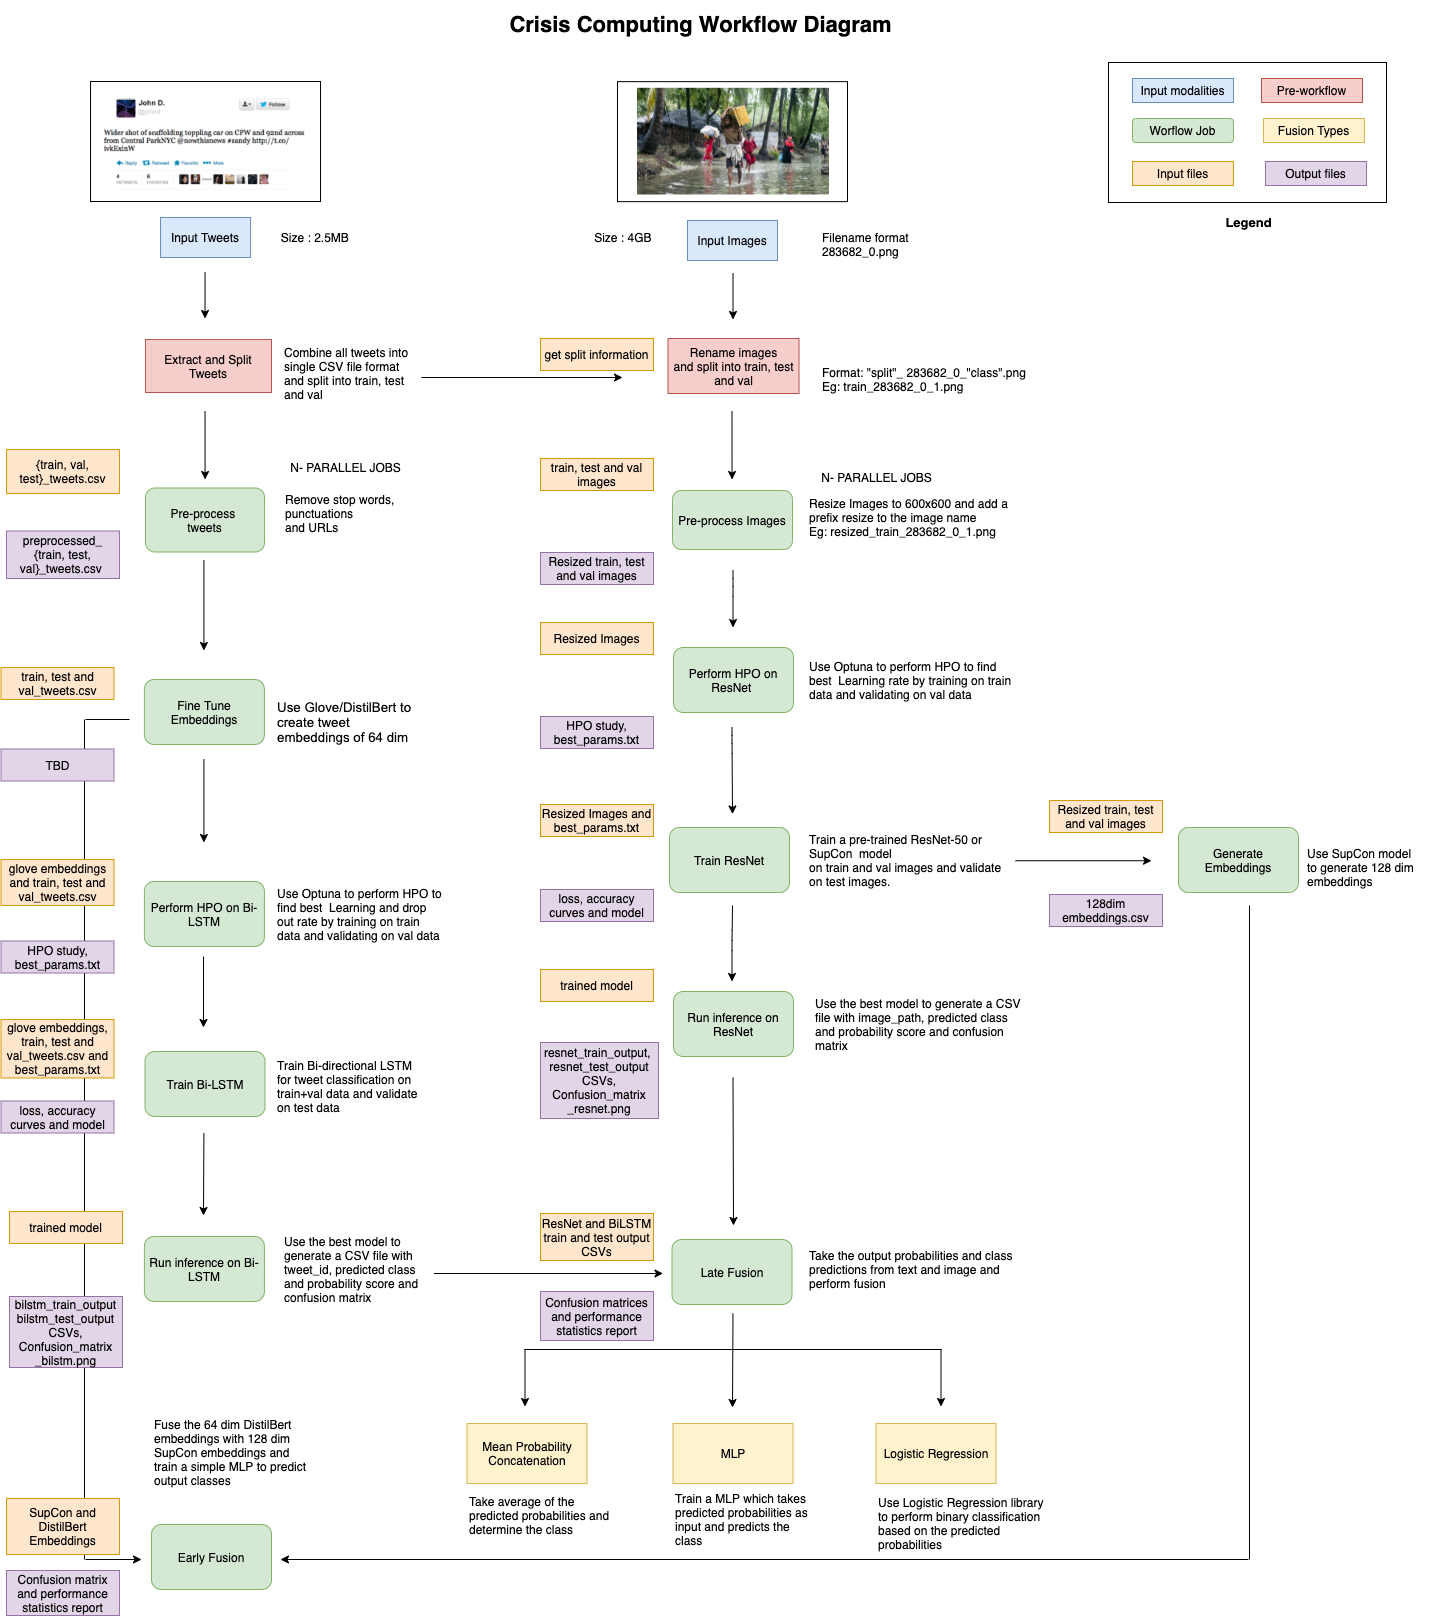 Crisis Computing Workflow Diagram
John D.
Follow
Wider shot of scaffolding toppling car on CPW and 92nd across
from Central ParkNYC @nowthisnews #sandy http://t.co/
ivkExinW
Reply Retweet Favorite More
4 6
RETWEETS FAVORITES
Input modalities
Pre-workflow
Worflow Job
Fusion Types
Input files
Output files
Legend
Input Tweets
Size : 2.5MB
Size : 4GB
Input Images
Filename format
283682_0.png
Extract and Split
Tweets
Combine all tweets into
single CSV file format
and split into train, test
and val
get split information
Rename images
and split into train, test
and val
Format: "split"_ 283682_0_"class".png
Eg: train_283682_0_1.png
{train, val,
test}_tweets.csv
N- PARALLEL JOBS
Pre-process
tweets
Remove stop words,
punctuations
and URLs
preprocessed_
{train, test,
val}_tweets.csv
train, test and val
images
N- PARALLEL JOBS
Pre-process Images
Resize Images to 600x600 and add a
prefix resize to the image name
Eg: resized_train_283682_0_1.png
Resized train, test
and val images
Resized Images
Perform HPO on
ResNet
Use Optuna to perform HPO to find
best  Learning rate by training on train
data and validating on val data
HPO study,
best_params.txt
train, test and
val_tweets.csv
Fine Tune
Embeddings
Use Glove/DistilBert to
create tweet
embeddings of 64 dim
TBD
Resized Images and
best_params.txt
Train ResNet
Train a pre-trained ResNet-50 or
SupCon  model
on train and val images and validate
on test images.
loss, accuracy
curves and model
Resized train, test
and val images
Generate
Embeddings
Use SupCon model
to generate 128 dim
embeddings
128dim
embeddings.csv
glove embeddings
and train, test and
val_tweets.csv
Perform HPO on Bi-
LSTM
Use Optuna to perform HPO to
find best  Learning and drop
out rate by training on train
data and validating on val data
HPO study,
best_params.txt
trained model
Run inference on
ResNet
Use the best model to generate a CSV
file with image_path, predicted class
and probability score and confusion
matrix
resnet_train_output,
resnet_test_output
CSVs,
Confusion_matrix
_resnet.png
glove embeddings,
train, test and
val_tweets.csv and
best_params.txt
Train Bi-LSTM
Train Bi-directional LSTM
for tweet classification on
train+val data and validate
on test data
loss, accuracy
curves and model
trained model
Run inference on Bi-
LSTM
Use the best model to
generate a CSV file with
tweet_id, predicted class
and probability score and
confusion matrix
bilstm_train_output
bilstm_test_output
CSVs,
Confusion_matrix
_bilstm.png
ResNet and BiLSTM
train and test output
CSVs
Late Fusion
Take the output probabilities and class
predictions from text and image and
perform fusion
Confusion matrices
and performance
statistics report
Mean Probability
Concatenation
MLP
Logistic Regression
Take average of the
predicted probabilities and
determine the class
Train a MLP which takes
predicted probabilities as
input and predicts the
class
Use Logistic Regression library
to perform binary classification
based on the predicted
probabilities
Fuse the 64 dim DistilBert
embeddings with 128 dim
SupCon embeddings and
train a simple MLP to predict
output classes
SupCon and
DistilBert
Embeddings
Early Fusion
Confusion matrix
and performance
statistics report